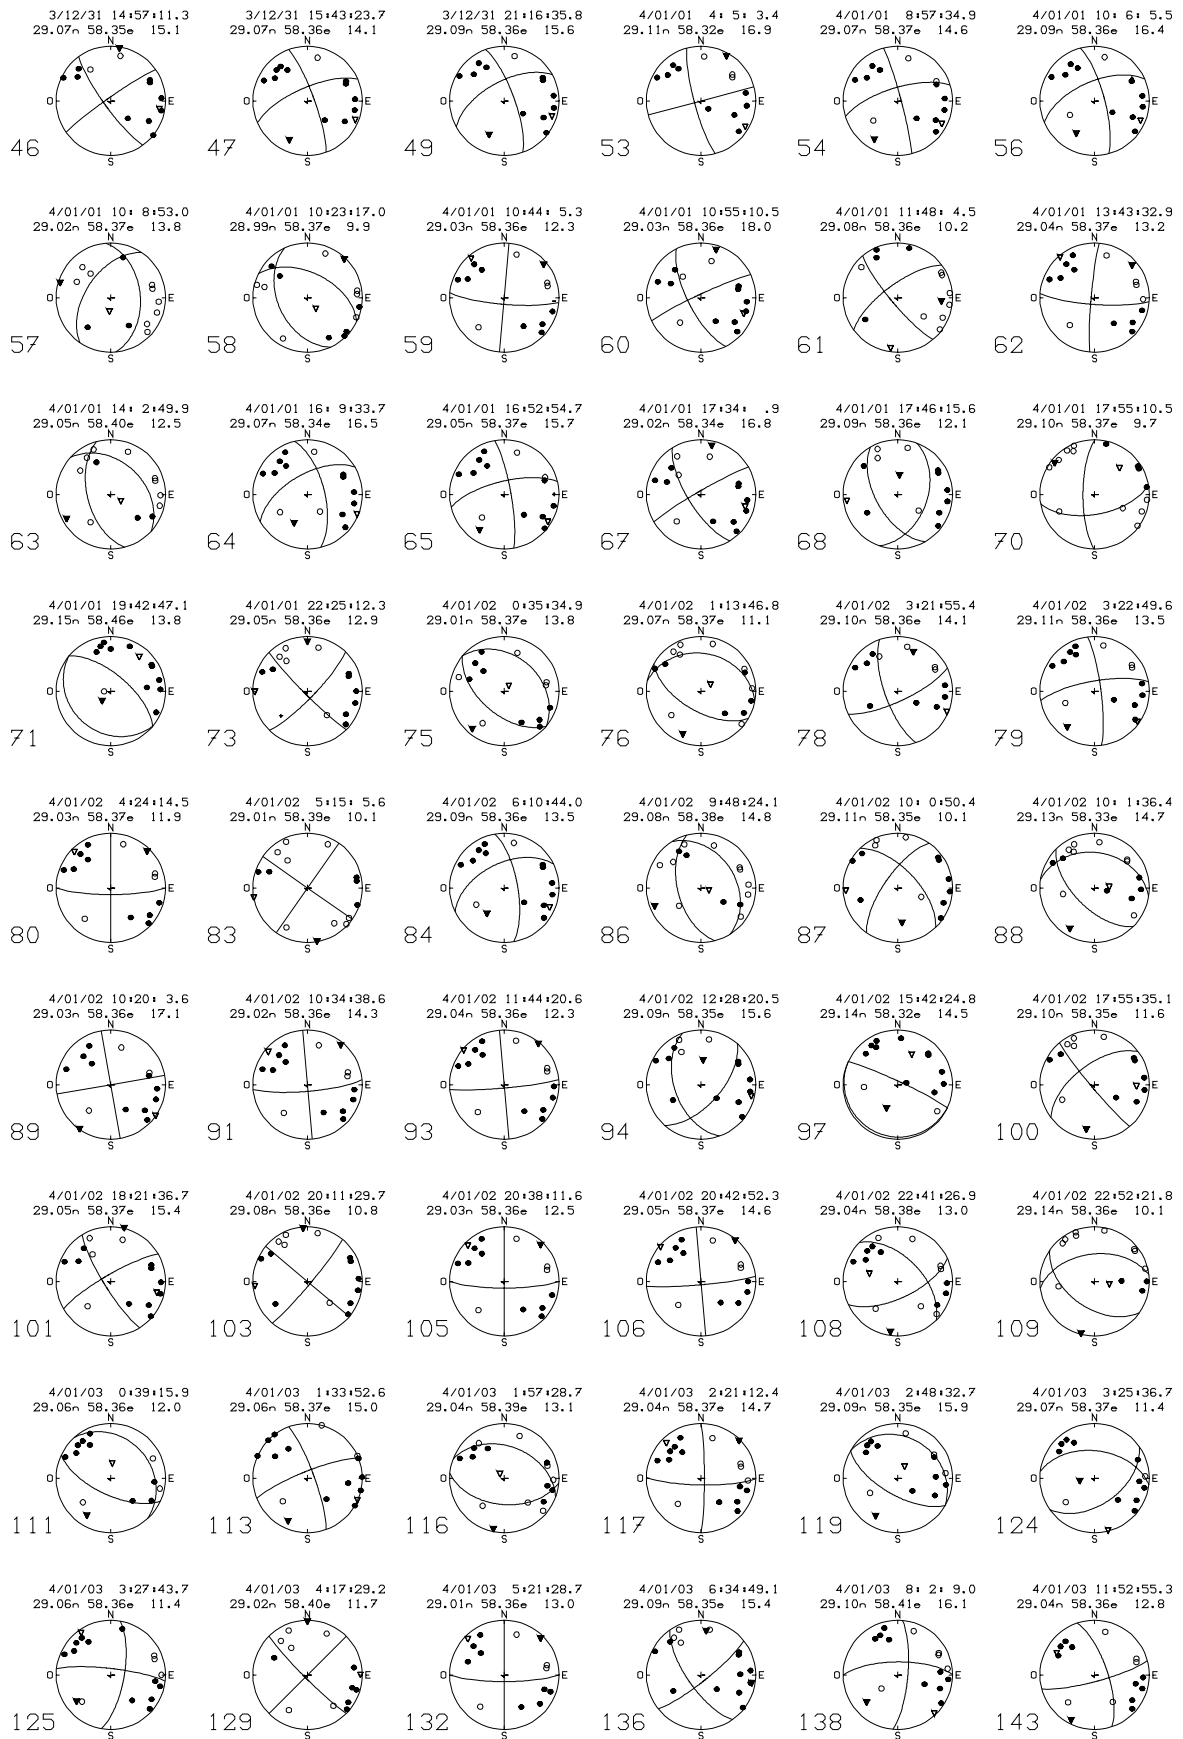 3/12/31 14:57:11.3
29.07n 58.35e 15.1
N
O E
46
S
3/12/31 15:43:23.7
29.07n 58.36e 14.1
N
O E
47
S
3/12/31 21:16:35.8
29.09n 58.36e 15.6
N
O E
49
S
4/01/01 4: 5: 3.4
29.11n 58.32e 16.9
N
O E
53
S
4/01/01 8:57:34.9
29.07n 58.37e 14.6
N
O E
54
S
4/01/01 10: 6: 5.5
29.09n 58.36e 16.4
N
O E
56
S
4/01/01 10: 8:53.0
29.02n 58.37e 13.8
N
O E
57
S
4/01/01 10:23:17.0
28.99n 58.37e 9.9
N
O E
58
S
4/01/01 10:44: 5.3
29.03n 58.36e 12.3
N
O E
59
S
4/01/01 10:55:10.5
29.03n 58.36e 18.0
N
O E
60
S
4/01/01 11:48: 4.5
29.08n 58.36e 10.2
N
O E
61
S
4/01/01 13:43:32.9
29.04n 58.37e 13.2
N
O E
62
S
4/01/01 14: 2:49.9
29.05n 58.40e 12.5
N
O E
63
S
4/01/01 16: 9:33.7
29.07n 58.34e 16.5
N
O E
64
S
4/01/01 16:52:54.7
29.05n 58.37e 15.7
N
O E
65
S
4/01/01 17:34: .9
29.02n 58.34e 16.8
N
O E
67
S
4/01/01 17:46:15.6
29.09n 58.36e 12.1
N
O E
68
S
4/01/01 17:55:10.5
29.10n 58.37e 9.7
N
O E
70
S
4/01/01 19:42:47.1
29.15n 58.46e 13.8
N
O E
71
S
4/01/01 22:25:12.3
29.05n 58.36e 12.9
N
O E
73
S
4/01/02 0:35:34.9
29.01n 58.37e 13.8
N
O E
75
S
4/01/02 1:13:46.8
29.07n 58.37e 11.1
N
O E
76
S
4/01/02 3:21:55.4
29.10n 58.36e 14.1
N
O E
78
S
4/01/02 3:22:49.6
29.11n 58.36e 13.5
N
O E
79
S
4/01/02 4:24:14.5
29.03n 58.37e 11.9
N
O E
80
S
4/01/02 5:15: 5.6
29.01n 58.39e 10.1
N
O E
83
S
4/01/02 6:10:44.0
29.09n 58.36e 13.5
N
O E
84
S
4/01/02 9:48:24.1
29.08n 58.38e 14.8
N
O E
86
S
4/01/02 10: 0:50.4
29.11n 58.35e 10.1
N
O E
87
S
4/01/02 10: 1:36.4
29.13n 58.33e 14.7
N
O E
88
S
4/01/02 10:20: 3.6
29.03n 58.36e 17.1
N
O E
89
S
4/01/02 10:34:38.6
29.02n 58.36e 14.3
N
O E
91
S
4/01/02 11:44:20.6
29.04n 58.36e 12.3
N
O E
93
S
4/01/02 12:28:20.5
29.09n 58.35e 15.6
N
O E
94
S
4/01/02 15:42:24.8
29.14n 58.32e 14.5
N
O E
97
S
4/01/02 17:55:35.1
29.10n 58.35e 11.6
N
O E
100
S
4/01/02 18:21:36.7
29.05n 58.37e 15.4
N
O E
101
S
4/01/02 20:11:29.7
29.08n 58.36e 10.8
N
O E
103
S
4/01/02 20:38:11.6
29.03n 58.36e 12.5
N
O E
105
S
4/01/02 20:42:52.3
29.05n 58.37e 14.6
N
O E
106
S
4/01/02 22:41:26.9
29.04n 58.38e 13.0
N
O E
108
S
4/01/02 22:52:21.8
29.14n 58.36e 10.1
N
O E
109
S
4/01/03 0:39:15.9
29.06n 58.36e 12.0
N
O E
111
S
4/01/03 1:33:52.6
29.06n 58.37e 15.0
N
O E
113
S
4/01/03 1:57:28.7
29.04n 58.39e 13.1
N
O E
116
S
4/01/03 2:21:12.4
29.04n 58.37e 14.7
N
O E
117
S
4/01/03 2:48:32.7
29.09n 58.35e 15.9
N
O E
119
S
4/01/03 3:25:36.7
29.07n 58.37e 11.4
N
O E
124
S
4/01/03 3:27:43.7
29.06n 58.36e 11.4
N
O E
125
S
4/01/03 4:17:29.2
29.02n 58.40e 11.7
N
O E
129
S
4/01/03 5:21:28.7
29.01n 58.36e 13.0
N
O E
132
S
4/01/03 6:34:49.1
29.09n 58.35e 15.4
N
O E
136
S
4/01/03 8: 2: 9.0
29.10n 58.41e 16.1
N
O E
138
S
4/01/03 11:52:55.3
29.04n 58.36e 12.8
N
O E
143
S